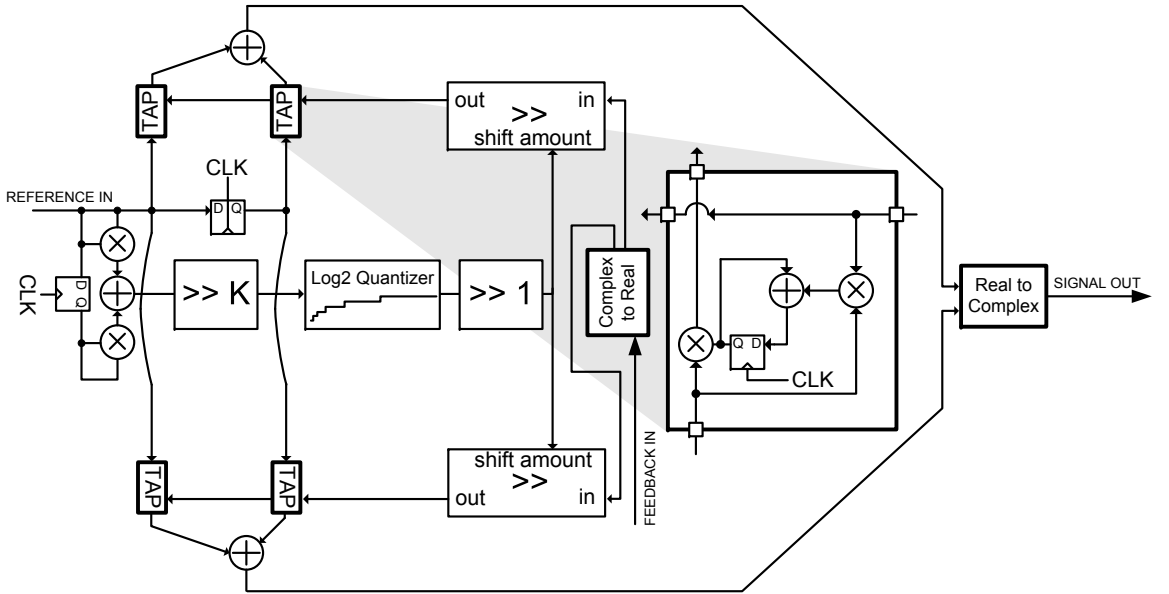 TAP
TAP
out
>>
in
shift amount
CLK
REFERENCE IN
D Q
CLK
D
Q
>> K
Log2 Quantizer
>> 1
Complex
to Real
Q D
CLK
Real to
Complex
SIGNAL OUT
TAP
TAP
shift amount
>>
out
in
FEEDBACK IN